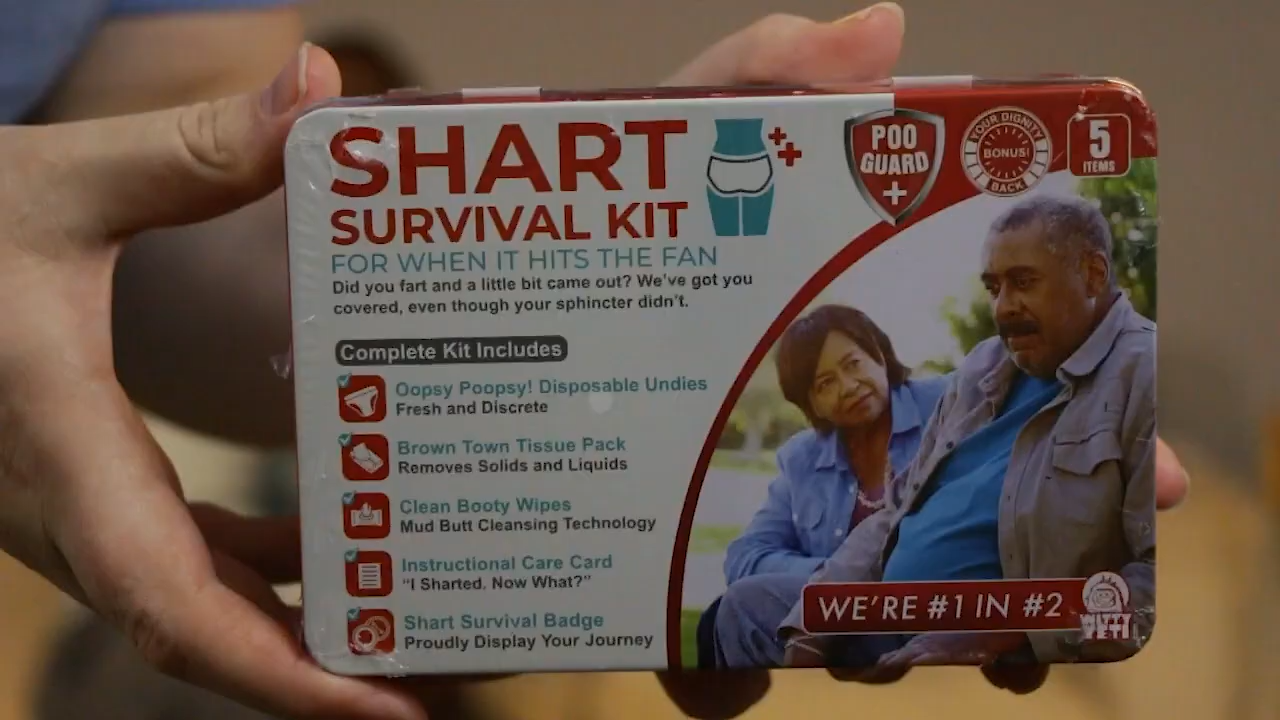 SHART
SURVIVAL KIT
FOR WHEN IT HITS THE FAN
Did you fart and a little bit came out? We've got you
covered, even though your sphincter didn't.
Complete Kit Includes
Oopsy Poopsy! Disposable Undies
Fresh and Discrete
Brown Town Tissue Pack
Removes Solids and Liquids
Clean Booty Wipes
Mud Butt Cleansing Technology
Instructional Care Card
“I Sharted. Now What?”
Shart Survival Badge
Proudly Display Your Journey
POO
GUARD
+
YOUR DIGNITY
BONUS!
BACK
5
ITEMS
WE'RE #1 IN #2
YETI